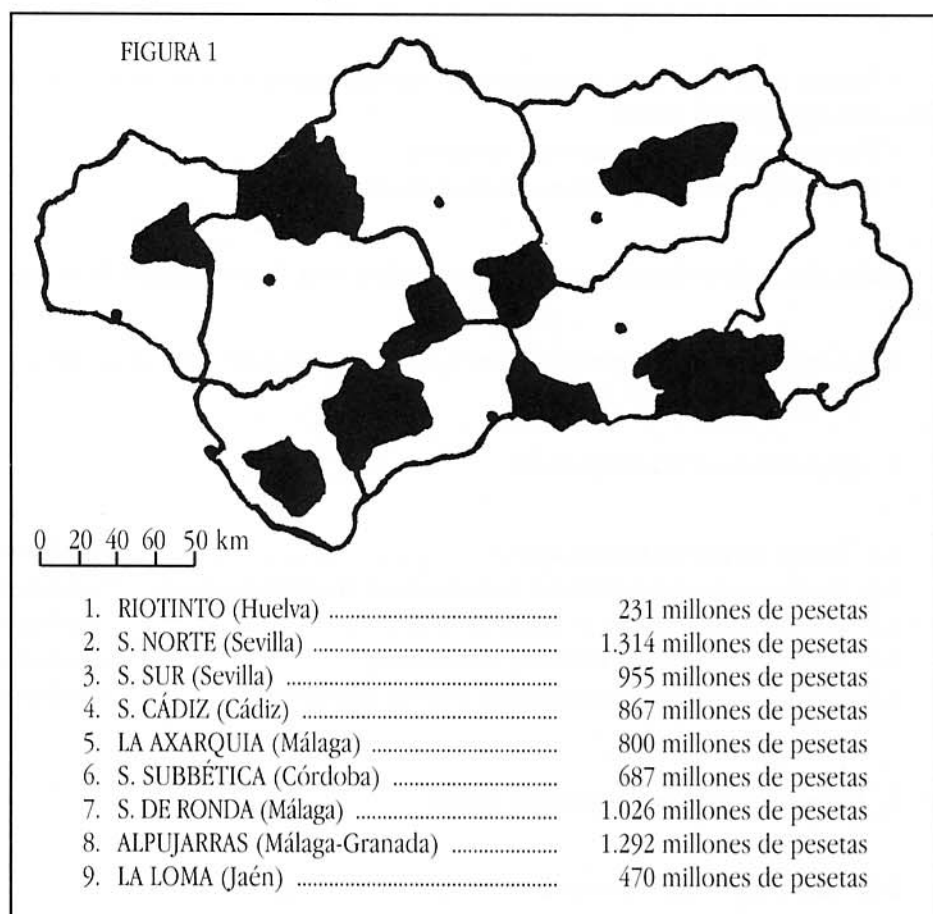 FIGURA 1
0 20 40 60 50 km
1. RIOTINTO (Huelva) ........................................ 231 millones de pesetas
2. S. NORTE (Sevilla) ........................................ 1.314 millones de pesetas
3. S. SUR (Sevilla) ........................................ 955 millones de pesetas
4. S. CÁDIZ (Cádiz) ........................................ 867 millones de pesetas
5. LA AXARQUIA (Málaga) ............................... 800 millones de pesetas
6. S. SUBBÉTICA (Córdoba) ............................ 687 millones de pesetas
7. S. DE RONDA (Málaga) ................................ 1.026 millones de pesetas
8. ALPUJARRAS (Málaga-Granada) .................. 1.292 millones de pesetas
9. LA LOMA (Jaén) ........................................ 470 millones de pesetas